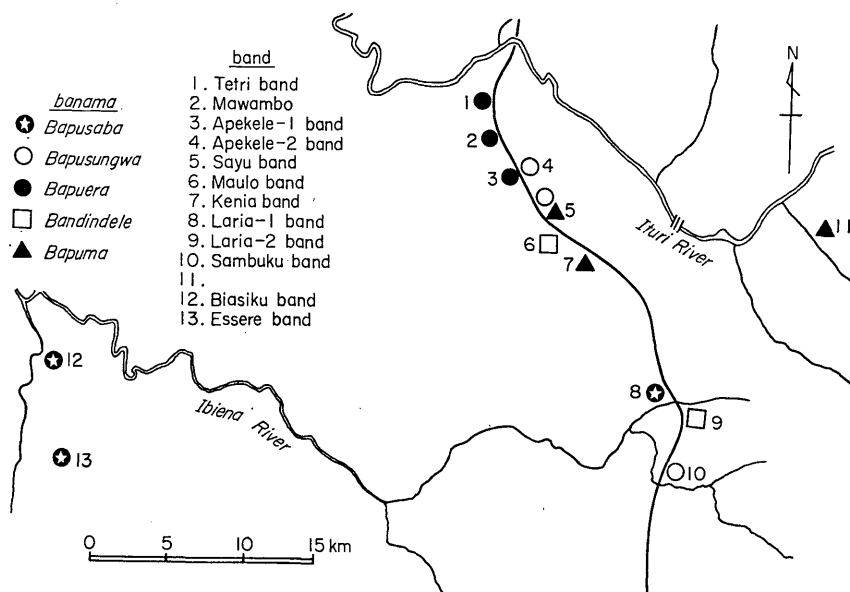 banama
Bapusaba
Bapusungwa
Bapuera
Bandindele
Bapuma
band
1. Tetri band
2. Mawambo
3. Apekele-1 band
4. Apekele-2 band
5. Sayu band
6. Maulo band
7. Kenia band
8. Laria-1 band
9. Laria-2 band
10. Sambuku band
11.
12. Biasiku band
13. Essere band
N
1
2
4
3
5
6
7
11
Ituri River
12
8
9
Ibiena River
13
10
0 5 10 15 km